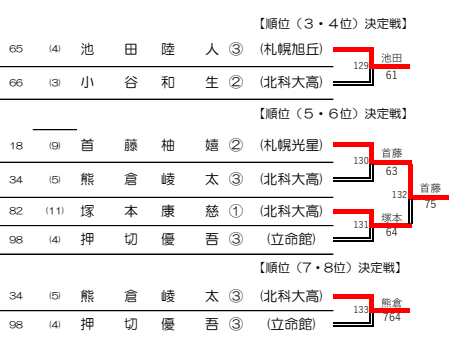 【順位（３・４位）決定戦】
65 (4) 池 田 陸 人 ③ (札幌旭丘)
129 池田
61
66 (3) 小 谷 和 生 ② (北科大高)
【順位（５・６位）決定戦】
18 (9) 首 藤 柚 嬉 ② (札幌光星)
130 首藤
63
34 (5) 熊 倉 崚 太 ③ (北科大高)
132 首藤
75
82 (11) 塚 本 康 慈 ① (北科大高)
131 塚本
64
98 (4) 押 切 優 吾 ③ (立命館)
【順位（７・８位）決定戦】
34 (5) 熊 倉 崚 太 ③ (北科大高)
133 熊倉
764
98 (4) 押 切 優 吾 ③ (立命館)